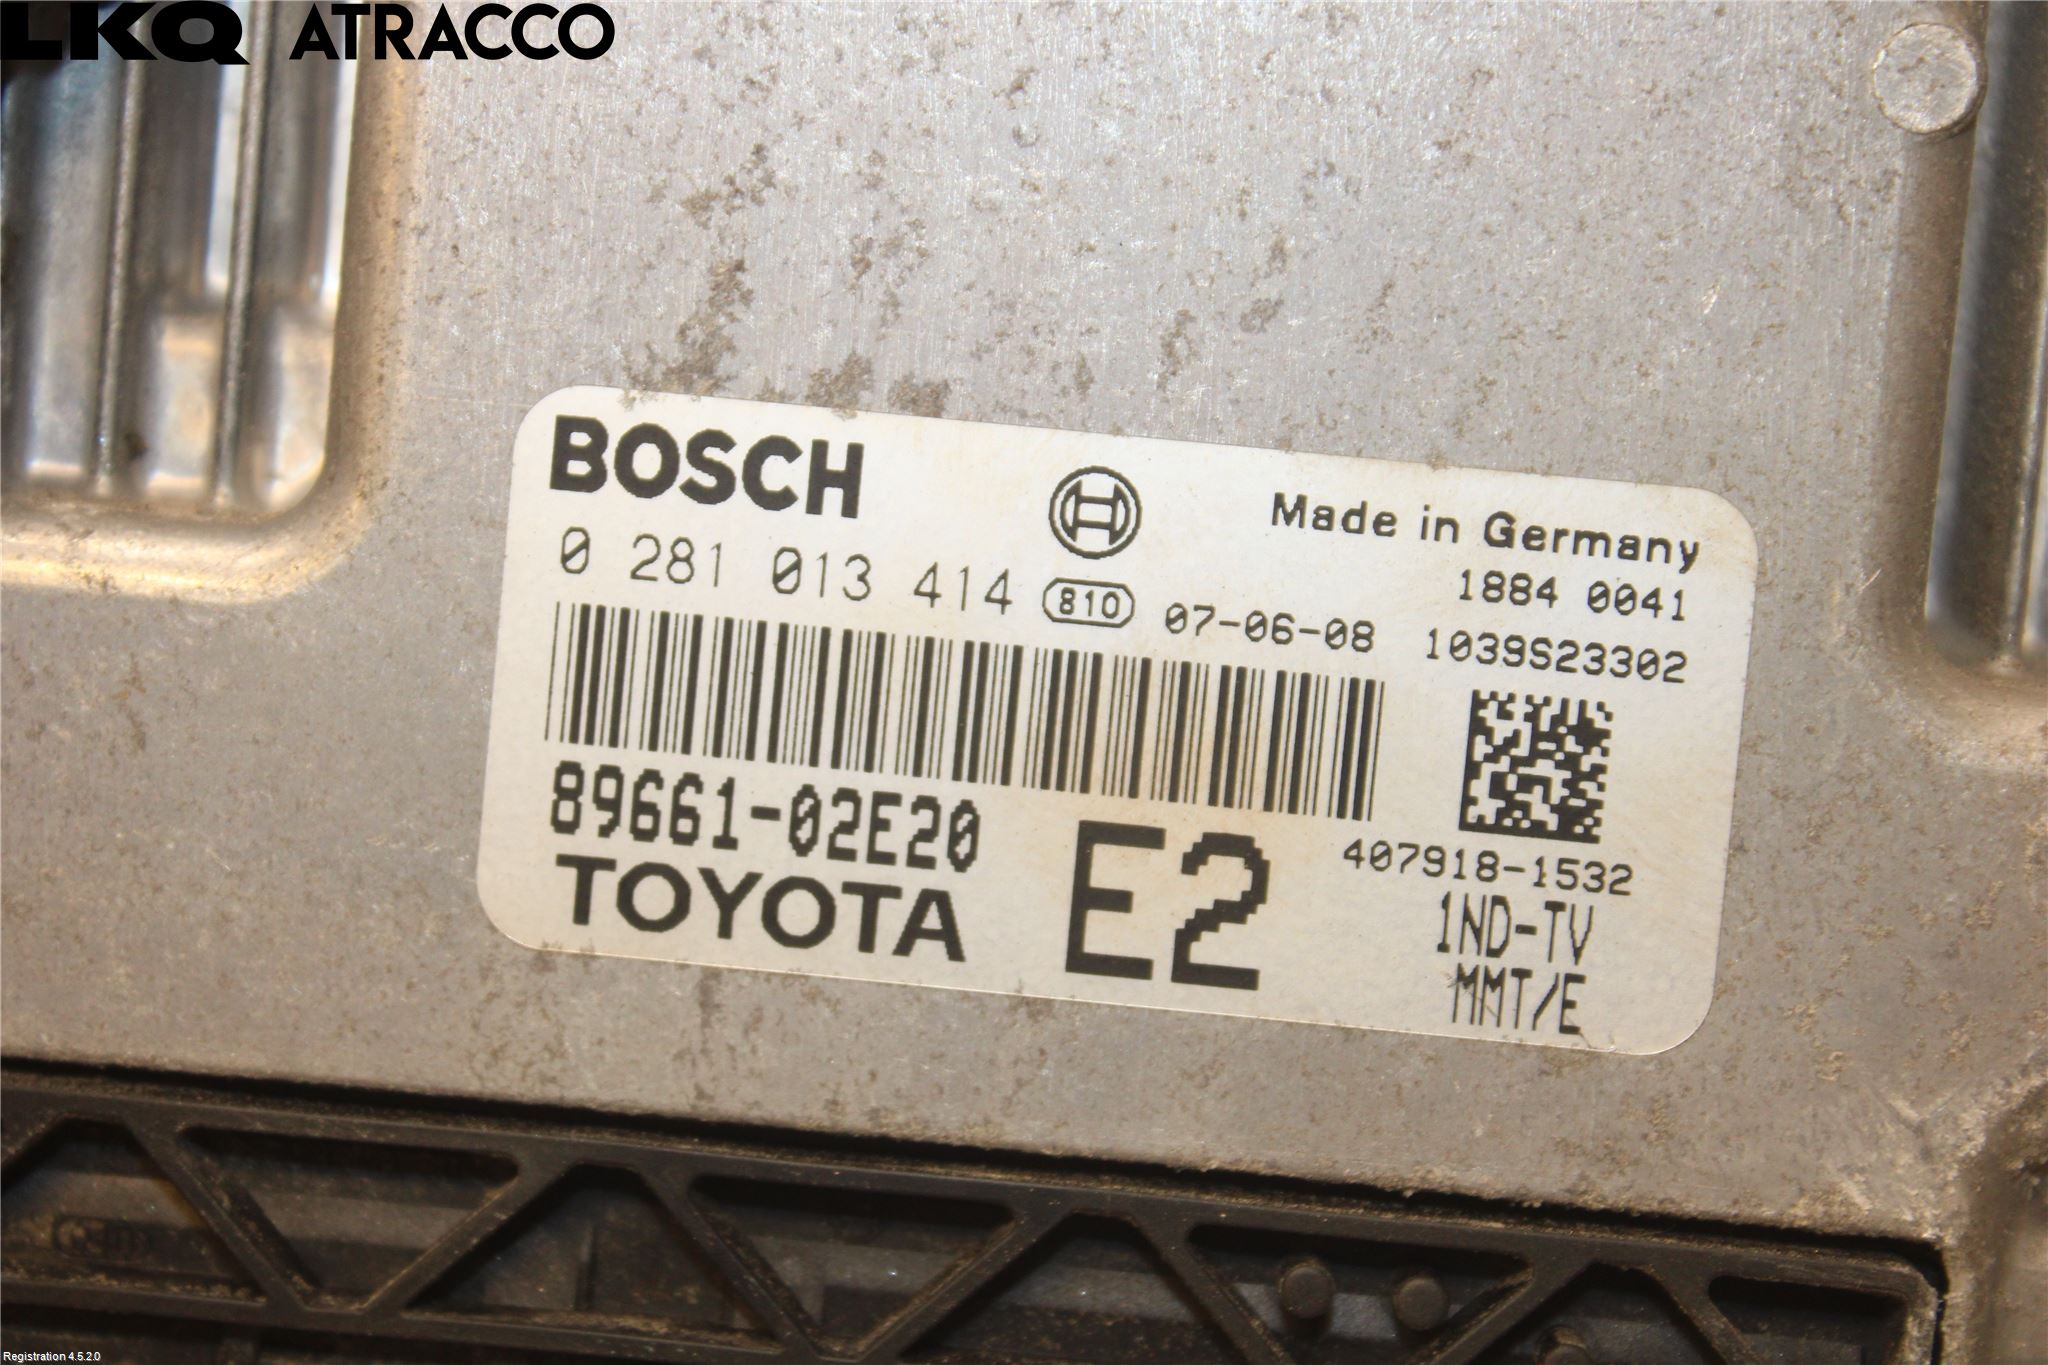 LKQ ATRACCO
BOSCH
Made in Germany
0 281 013 414 810 07-06-08
1884 0041
1039S23302
89661-02E20
TOYOTA
E2
407918-1532
1ND-TV
MMT/E
Registration 4.5.2.0